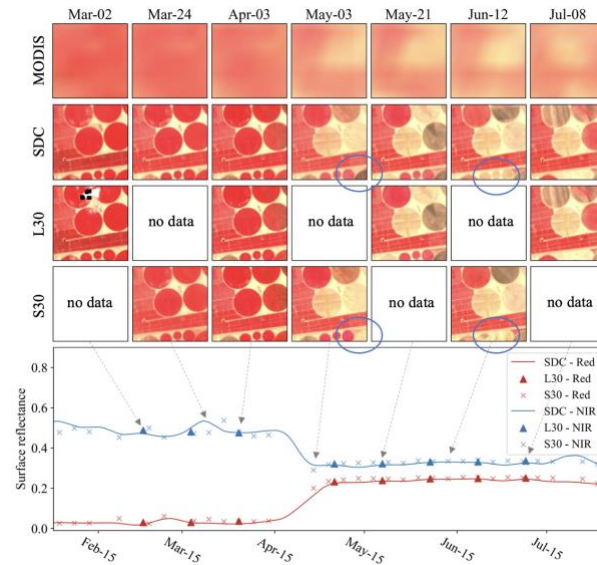 Mar-02 Mar-24 Apr-03 May-03 May-21 Jun-12 Jul-08
MODIS
SDC
L30
no data no data no data
S30
no data no data no data
0.8
0.6
0.4
0.2
0.0
Surface reflectance
SDC - Red
L30 - Red
S30 - Red
SDC - NIR
L30 - NIR
S30 - NIR
Feb-15 Mar-15 Apr-15 May-15 Jun-15 Jul-15